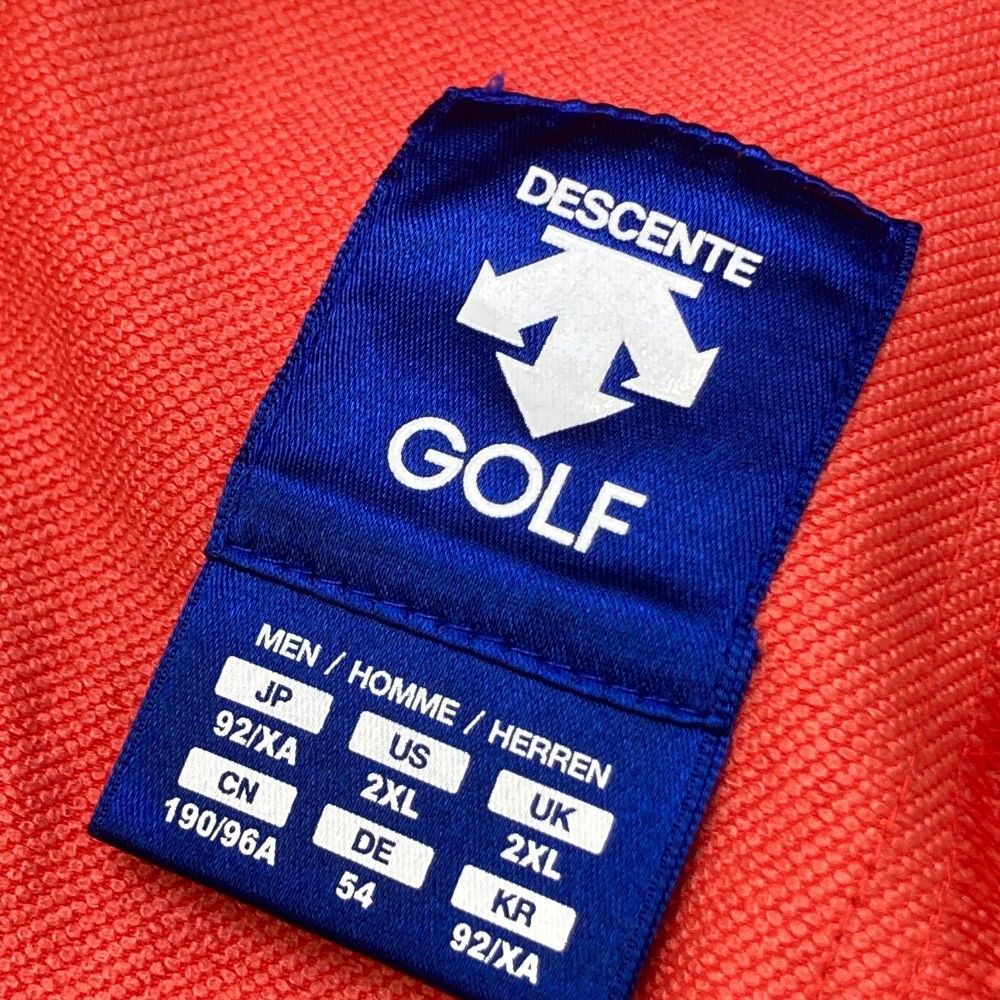 DESCENTE
GOLF
MEN / HOMME / HERREN
JP US UK
92/XA 2XL 2XL
CN DE KR
190/96A 54 92/XA